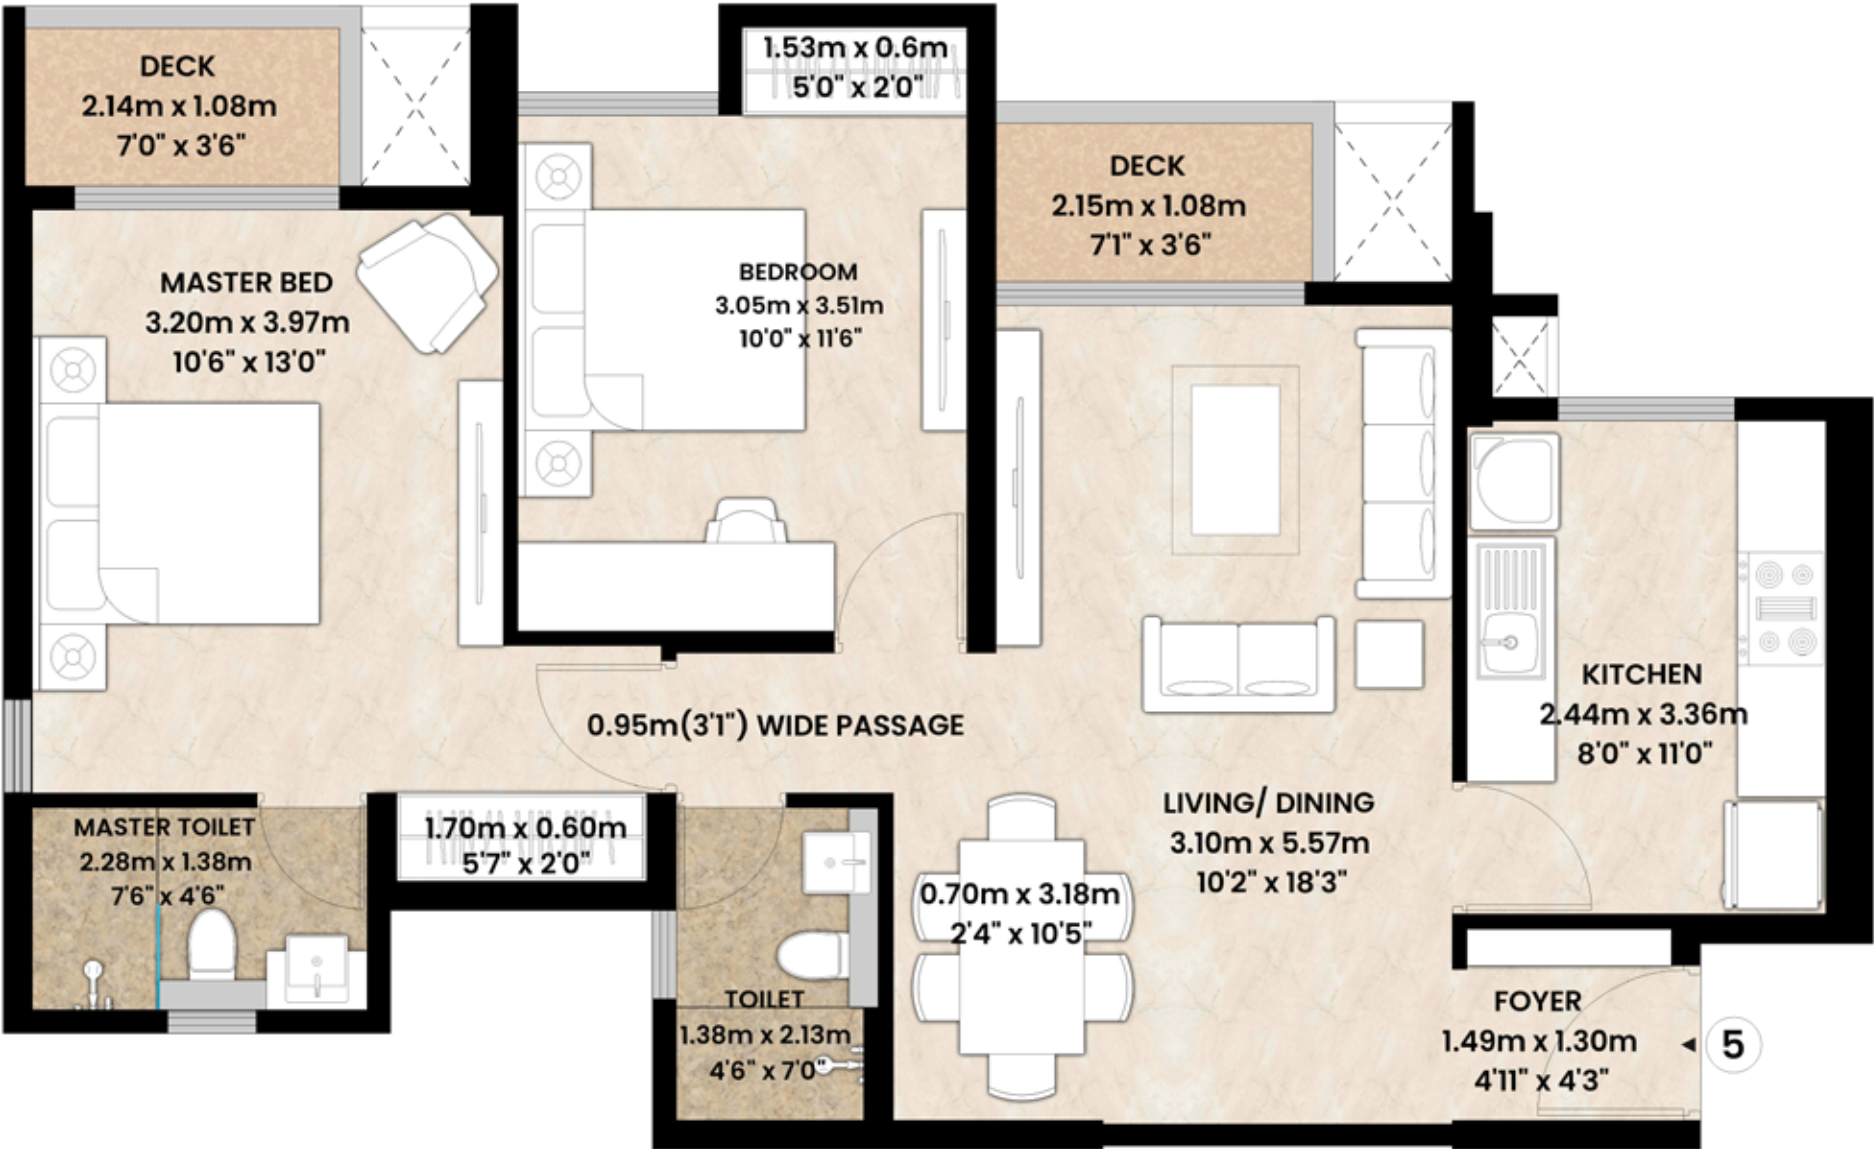 DECK
2.14m x 1.08m
7'0" x 3'6"
1.53m x 0.6m
5'0" x 2'0"
DECK
2.15m x 1.08m
7'1" x 3'6"
MASTER BED
3.20m x 3.97m
10'6" x 13'0"
BEDROOM
3.05m x 3.51m
10'0" x 11'6"
KITCHEN
2.44m x 3.36m
8'0" x 11'0"
0.95m(3'1") WIDE PASSAGE
LIVING/ DINING
3.10m x 5.57m
10'2" x 18'3"
MASTER TOILET
2.28m x 1.38m
7'6" x 4'6"
1.70m x 0.60m
5'7" x 2'0"
0.70m x 3.18m
2'4" x 10'5"
TOILET
1.38m x 2.13m
4'6" x 7'0"
FOYER
1.49m x 1.30m
4'11" x 4'3"
5